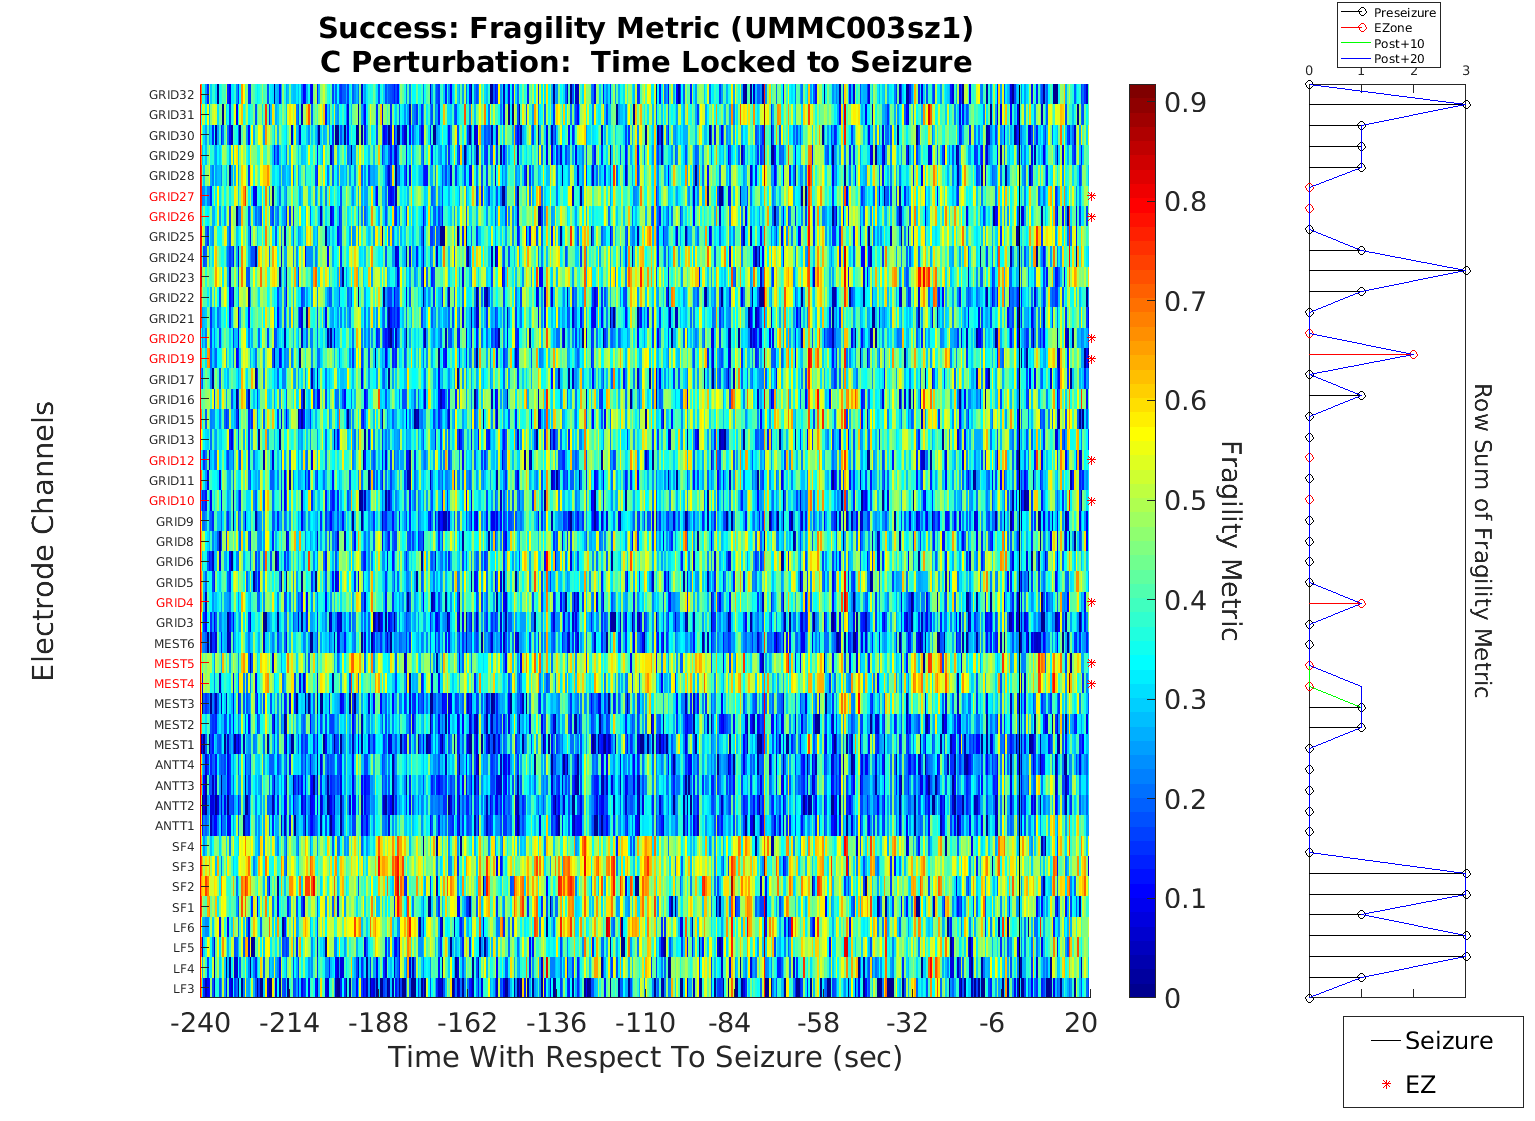 Success: Fragility Metric (UMMC003sz1)
C Perturbation:  Time Locked to Seizure
Electrode Channels
GRID32
GRID31
GRID30
GRID29
GRID28
GRID27
GRID26
GRID25
GRID24
GRID23
GRID22
GRID21
GRID20
GRID19
GRID17
GRID16
GRID15
GRID13
GRID12
GRID11
GRID10
GRID9
GRID8
GRID6
GRID5
GRID4
GRID3
MEST6
MEST5
MEST4
MEST3
MEST2
MEST1
ANTT4
ANTT3
ANTT2
ANTT1
SF4
SF3
SF2
SF1
LF6
LF5
LF4
LF3
-240 -214 -188 -162 -136 -110 -84 -58 -32 -6 20
Time With Respect To Seizure (sec)
0.9
0.8
0.7
0.6
0.5
0.4
0.3
0.2
0.1
0
Fragility Metric
Preseizure
EZone
Post+10
Post+20
0 1 2 3
Row Sum of Fragility Metric
Seizure
EZ